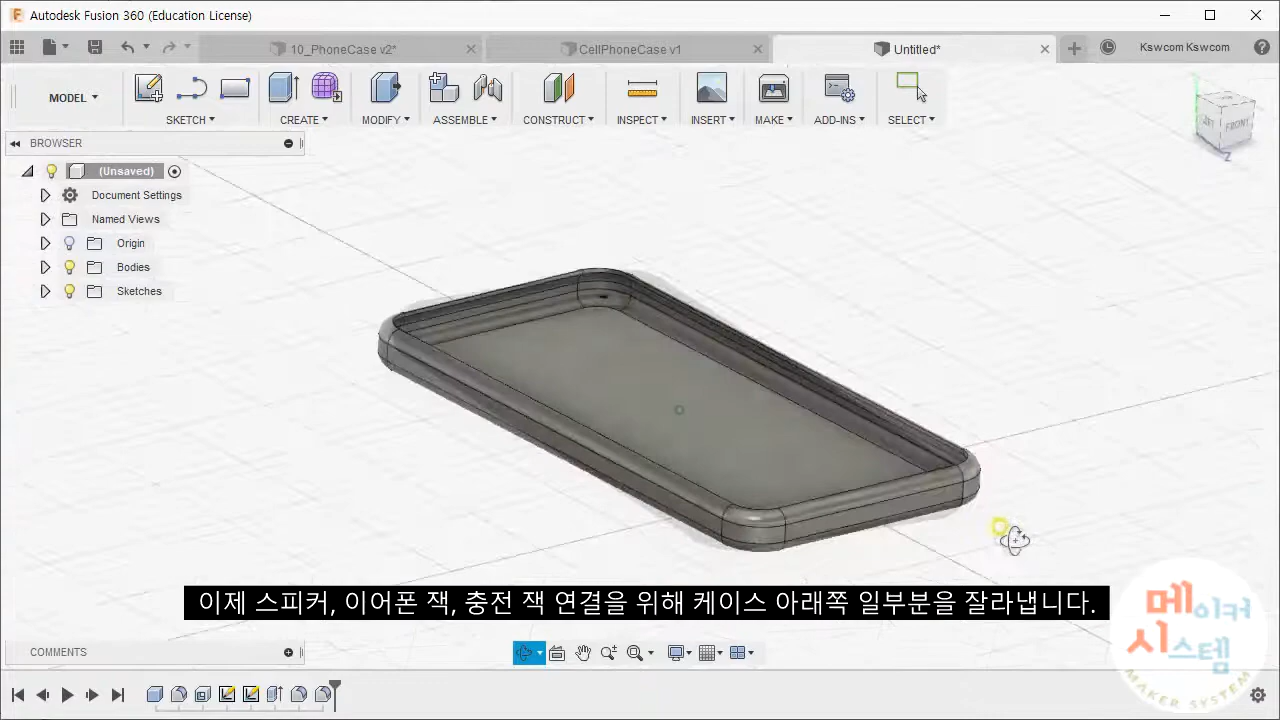 Autodesk Fusion 360 (Education License)
10_PhoneCase v2*
CellPhoneCase v1
Untitled*
Kswcom Kswcom
MODEL
SKETCH
CREATE
MODIFY
ASSEMBLE
CONSTRUCT
INSPECT
INSERT
MAKE
ADD-INS
SELECT
FRONT
Z
BROWSER
(Unsaved)
Document Settings
Named Views
Origin
Bodies
Sketches
이제 스피커, 이어폰 잭, 충전 잭 연결을 위해 케이스 아래쪽 일부분을 잘라냅니다.
메이커
시스템
MAKER SYSTEM
COMMENTS